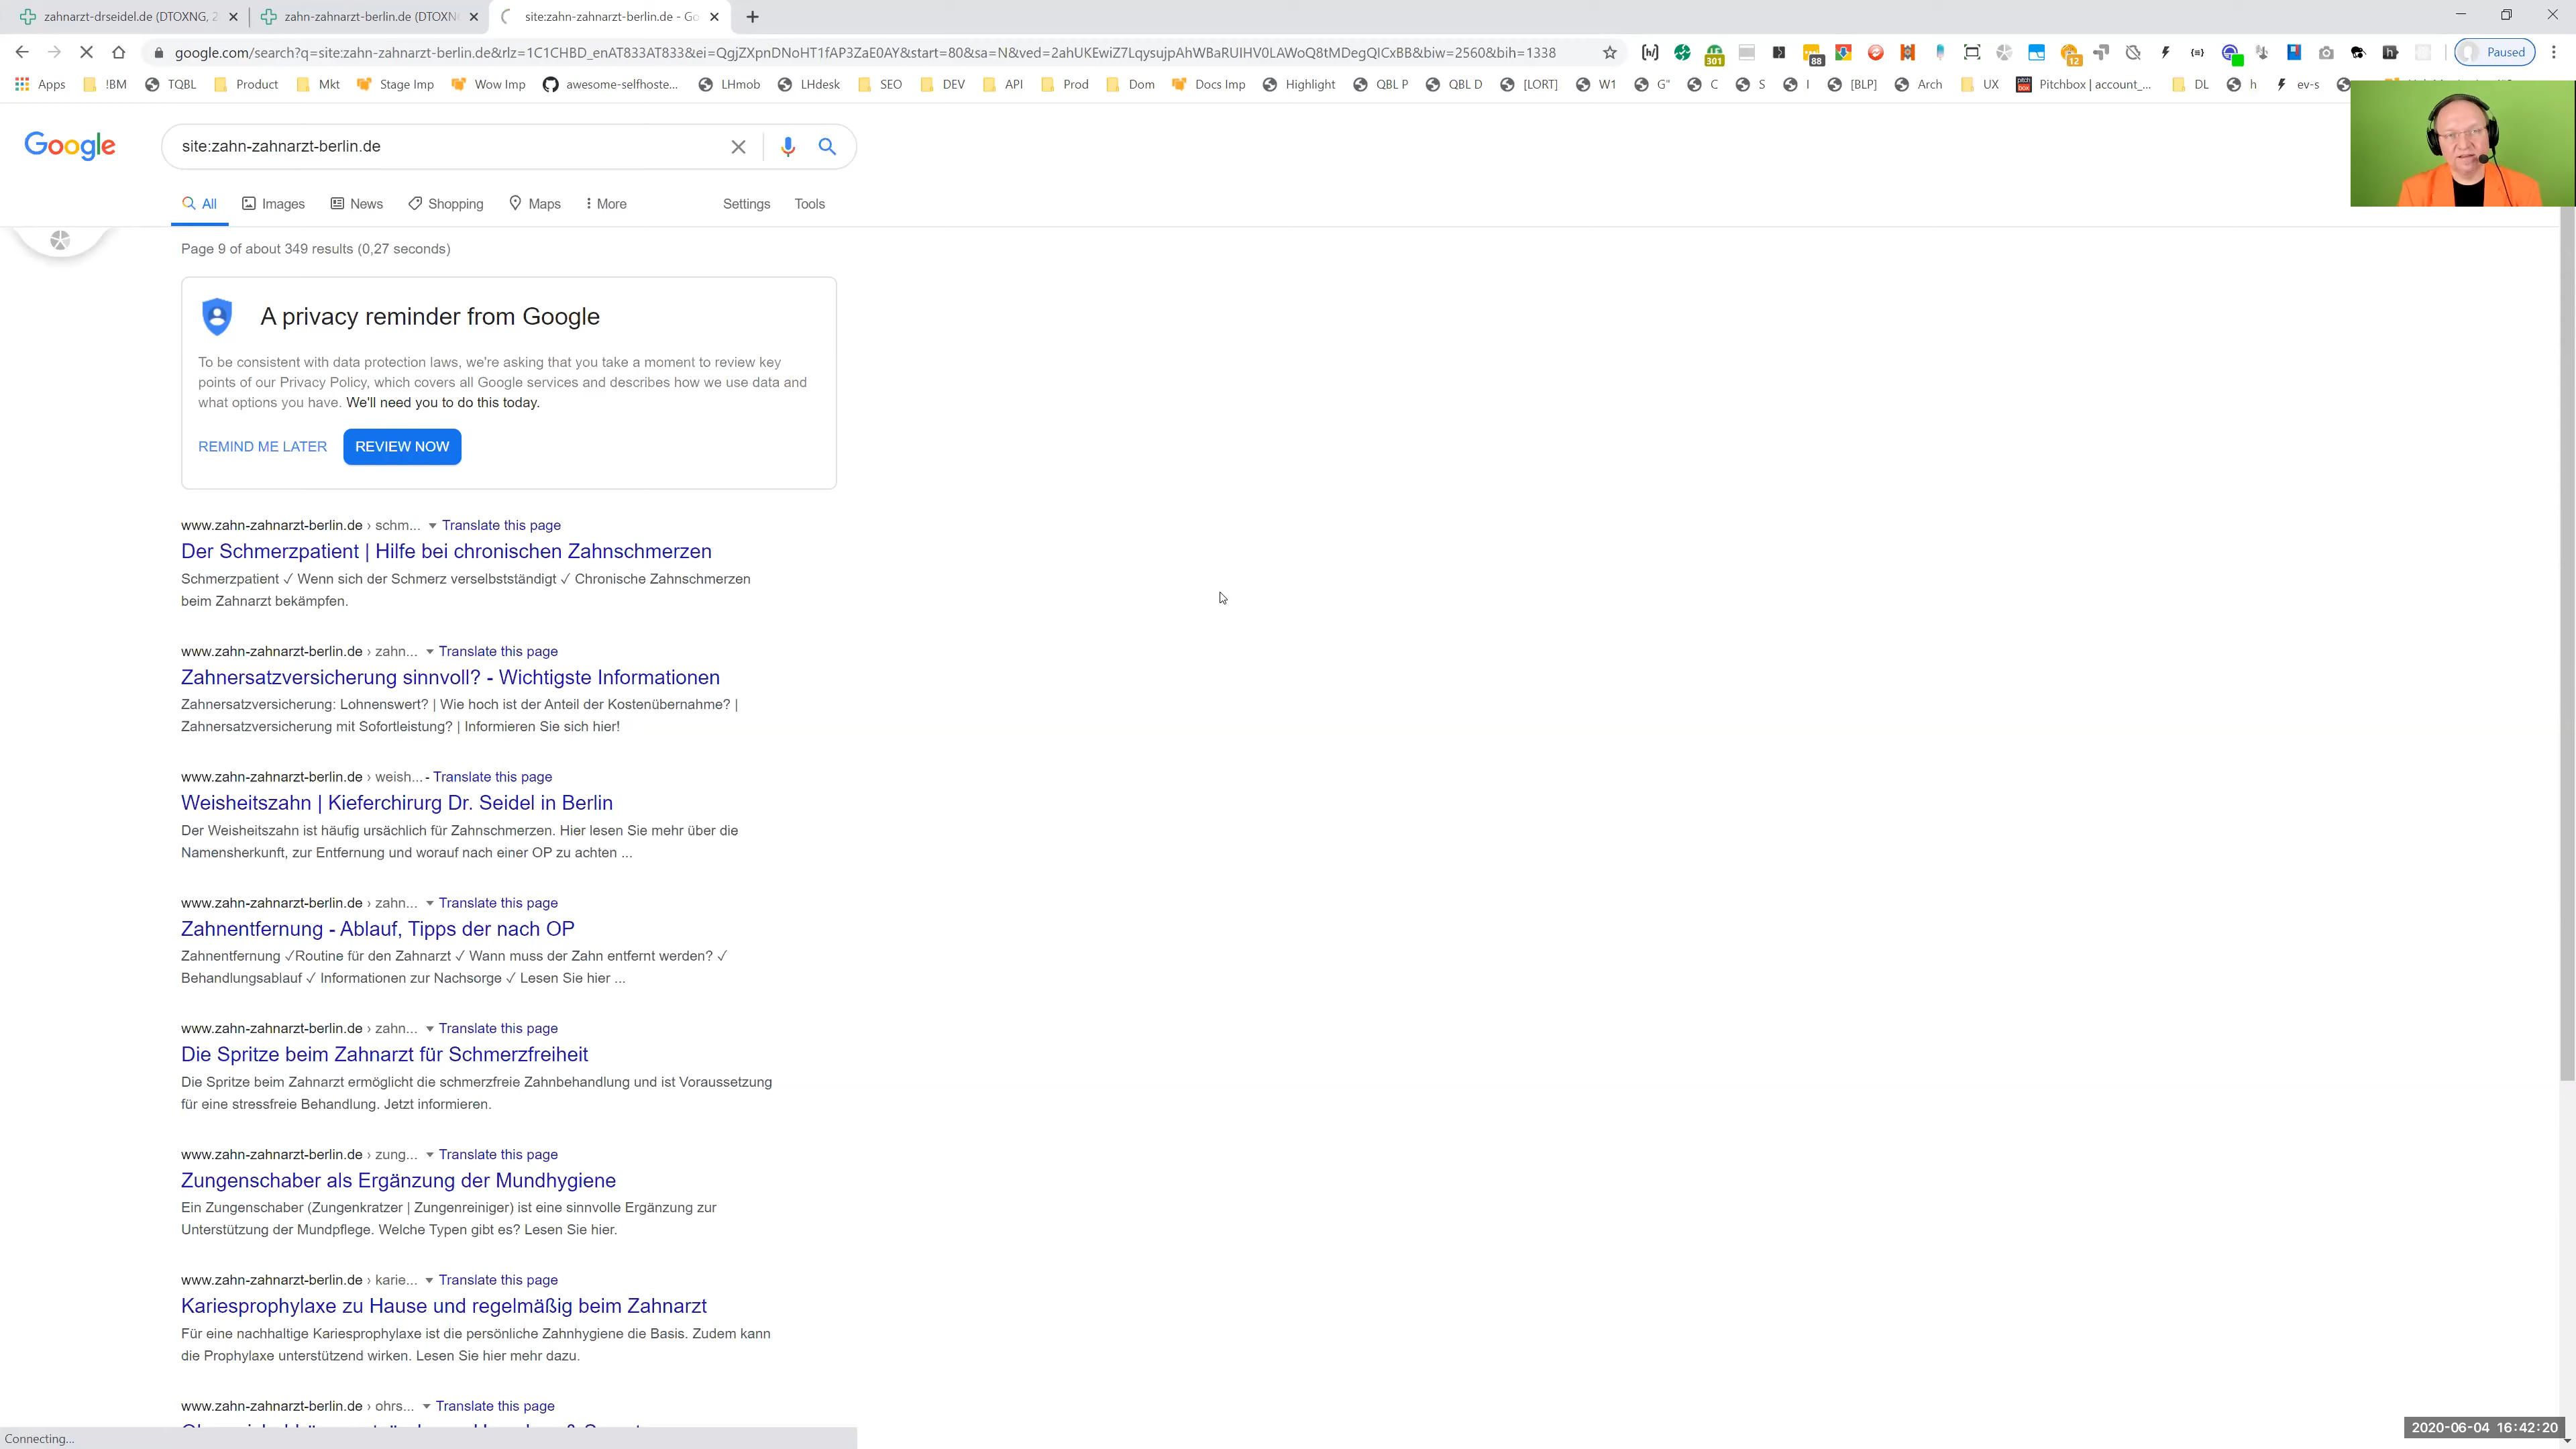 zahnarzt-drseidel.de (DTOXNG, 2
zahn-zahnarzt-berlin.de (DTOXN
site:zahn-zahnarzt-berlin.de - Go
google.com/search?q=site:zahn-zahnarzt-berlin.de&rlz=1C1CHBD_enAT833AT833&ei=QgjZXpnDNoHT1fAP3ZaE0AY&start=80&sa=N&ved=2ahUKEwiZ7LqysujpAhWBaRUIHV0LAWoQ8tMDegQICxBB&biw=2560&bih=1338
301
88
12
Paused
Apps
!BM
TQBL
Product
Mkt
Stage Imp
Wow Imp
awesome-selfhoste...
LHmob
LHdesk
SEO
DEV
API
Prod
Dom
Docs Imp
Highlight
QBL P
QBL D
[LORT]
W1
G"
C
S
I
[BLP]
Arch
UX
Pitchbox | account_...
DL
h
ev-s
Google
site:zahn-zahnarzt-berlin.de
All
Images
News
Shopping
Maps
More
Settings
Tools
Page 9 of about 349 results (0,27 seconds)
A privacy reminder from Google
To be consistent with data protection laws, we're asking that you take a moment to review key
points of our Privacy Policy, which covers all Google services and describes how we use data and
what options you have. We'll need you to do this today.
REMIND ME LATER
REVIEW NOW
www.zahn-zahnarzt-berlin.de › schm... Translate this page
Der Schmerzpatient | Hilfe bei chronischen Zahnschmerzen
Schmerzpatient ✓ Wenn sich der Schmerz verselbstständigt ✓ Chronische Zahnschmerzen
beim Zahnarzt bekämpfen.
www.zahn-zahnarzt-berlin.de › zahn... Translate this page
Zahnersatzversicherung sinnvoll? - Wichtigste Informationen
Zahnersatzversicherung: Lohnenswert? | Wie hoch ist der Anteil der Kostenübernahme? |
Zahnersatzversicherung mit Sofortleistung? | Informieren Sie sich hier!
www.zahn-zahnarzt-berlin.de › weish... - Translate this page
Weisheitszahn | Kieferchirurg Dr. Seidel in Berlin
Der Weisheitszahn ist häufig ursächlich für Zahnschmerzen. Hier lesen Sie mehr über die
Namensherkunft, zur Entfernung und worauf nach einer OP zu achten ...
www.zahn-zahnarzt-berlin.de › zahn... Translate this page
Zahnentfernung - Ablauf, Tipps der nach OP
Zahnentfernung ✓Routine für den Zahnarzt ✓ Wann muss der Zahn entfernt werden? ✓
Behandlungsablauf ✓ Informationen zur Nachsorge ✓ Lesen Sie hier ...
www.zahn-zahnarzt-berlin.de › zahn... Translate this page
Die Spritze beim Zahnarzt für Schmerzfreiheit
Die Spritze beim Zahnarzt ermöglicht die schmerzfreie Zahnbehandlung und ist Voraussetzung
für eine stressfreie Behandlung. Jetzt informieren.
www.zahn-zahnarzt-berlin.de › zung... Translate this page
Zungenschaber als Ergänzung der Mundhygiene
Ein Zungenschaber (Zungenkratzer | Zungenreiniger) ist eine sinnvolle Ergänzung zur
Unterstützung der Mundpflege. Welche Typen gibt es? Lesen Sie hier.
www.zahn-zahnarzt-berlin.de › karie... Translate this page
Kariesprophylaxe zu Hause und regelmäßig beim Zahnarzt
Für eine nachhaltige Kariesprophylaxe ist die persönliche Zahnhygiene die Basis. Zudem kann
die Prophylaxe unterstützend wirken. Lesen Sie hier mehr dazu.
www.zahn-zahnarzt-berlin.de › ohrs... Translate this page
Connecting...
2020-06-04 16:42:20